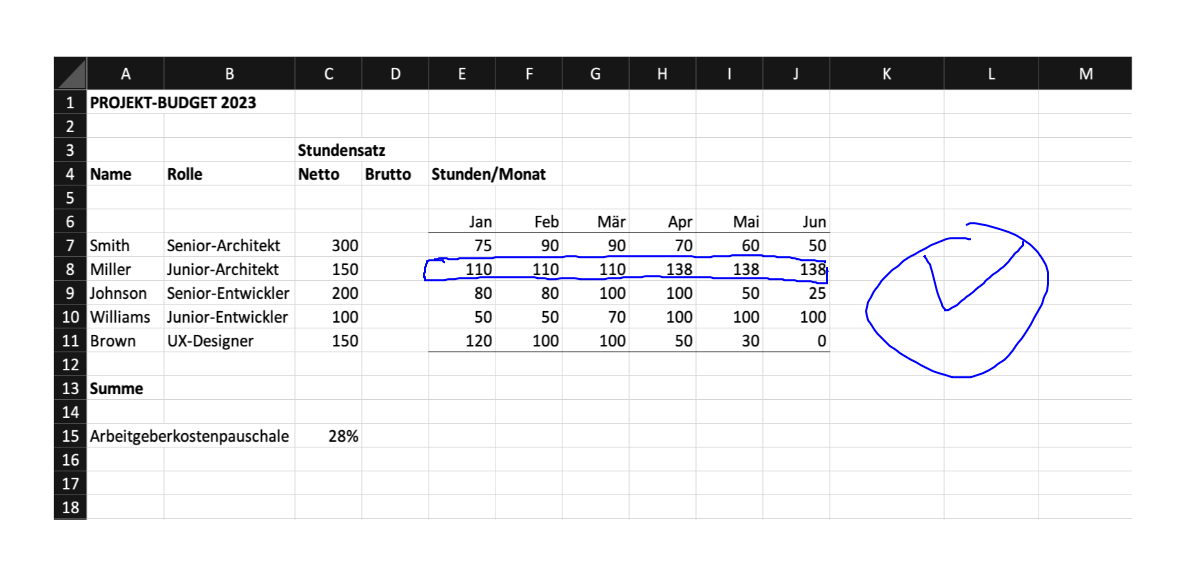 A B C D E F G H I J K L M
1 PROJEKT-BUDGET 2023
2
3 Stundensatz
4 Name Rolle Netto Brutto Stunden/Monat
5
6 Jan Feb Mär Apr Mai Jun
7 Smith Senior-Architekt 300 75 90 90 70 60 50
8 Miller Junior-Architekt 150 110 110 110 138 138 138
9 Johnson Senior-Entwickler 200 80 80 100 100 50 25
10 Williams Junior-Entwickler 100 50 50 70 100 100 100
11 Brown UX-Designer 150 120 100 100 50 30 0
12
13 Summe
14
15 Arbeitgeberkostenpauschale 28%
16
17
18